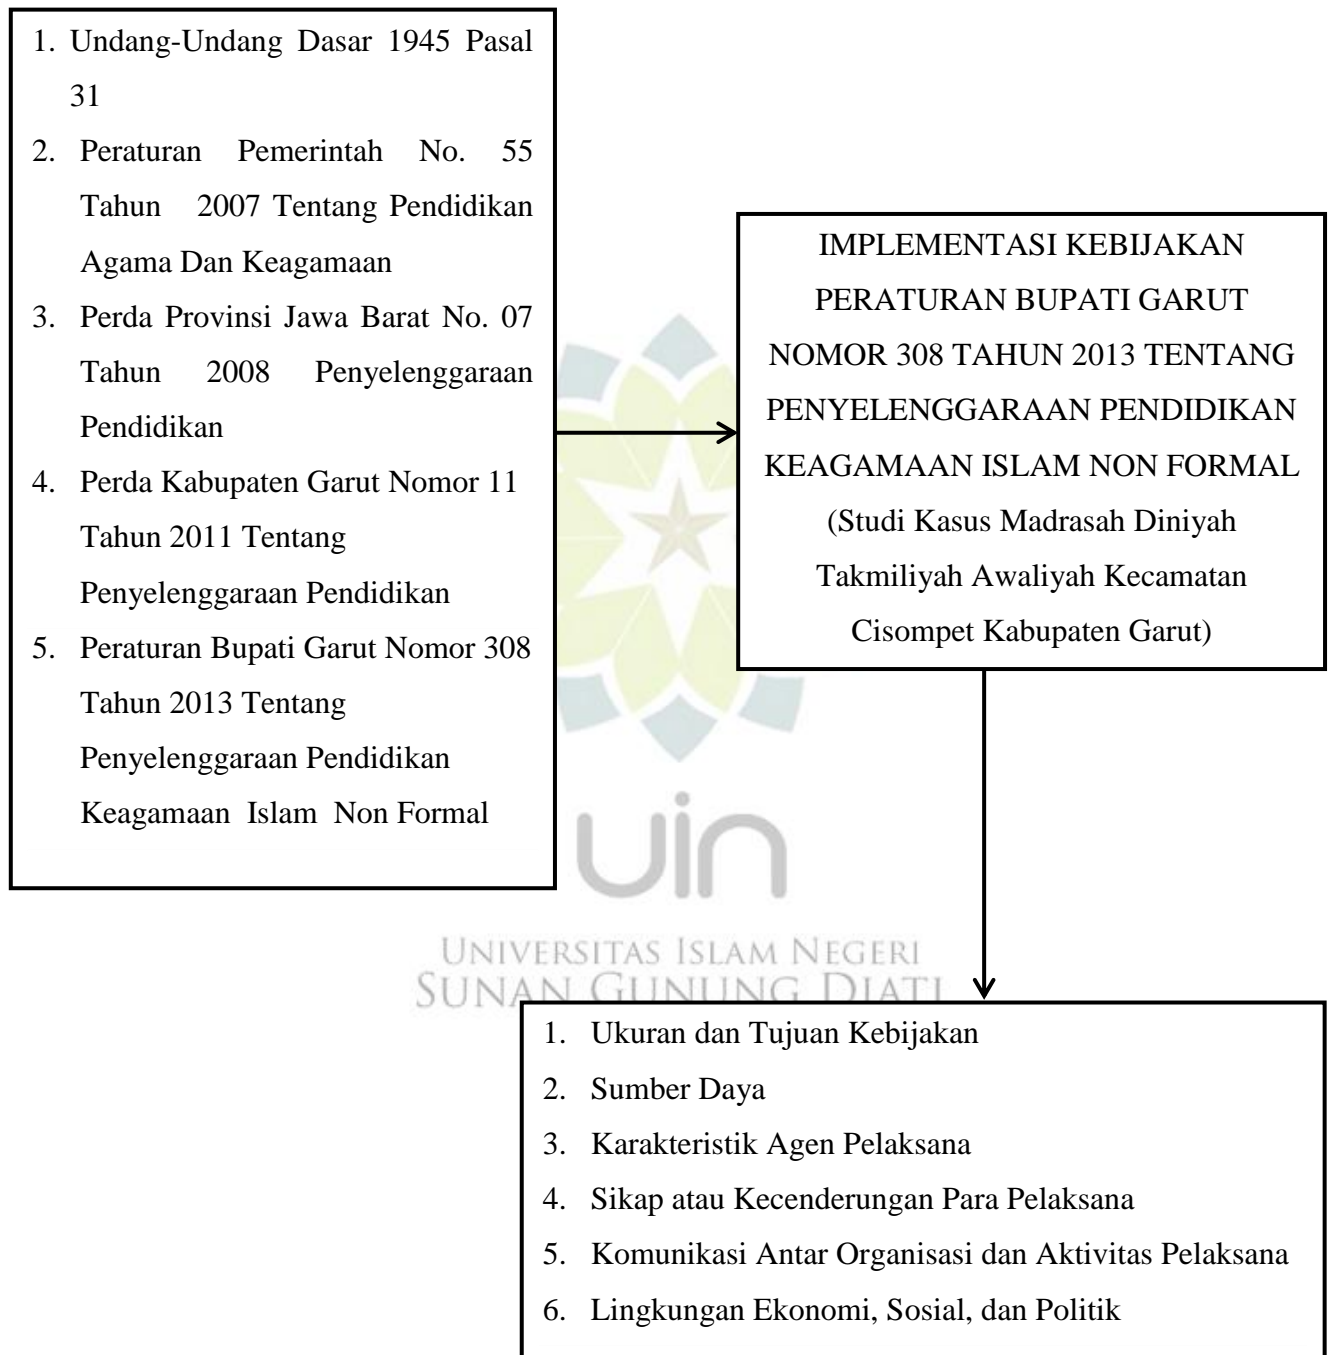 1. Undang-Undang Dasar 1945 Pasal
31
2. Peraturan Pemerintah No. 55
Tahun 2007 Tentang Pendidikan
Agama Dan Keagamaan
3. Perda Provinsi Jawa Barat No. 07
Tahun 2008 Penyelenggaraan
Pendidikan
4. Perda Kabupaten Garut Nomor 11
Tahun 2011 Tentang
Penyelenggaraan Pendidikan
5. Peraturan Bupati Garut Nomor 308
Tahun 2013 Tentang
Penyelenggaraan Pendidikan
Keagamaan Islam Non Formal
IMPLEMENTASI KEBIJAKAN
PERATURAN BUPATI GARUT
NOMOR 308 TAHUN 2013 TENTANG
PENYELENGGARAAN PENDIDIKAN
KEAGAMAAN ISLAM NON FORMAL
(Studi Kasus Madrasah Diniyah
Takmiliyah Awaliyah Kecamatan
Cisompet Kabupaten Garut)
uin
UNIVERSITAS ISLAM NEGERI
SUNAN GUNUNG DJATI
1. Ukuran dan Tujuan Kebijakan
2. Sumber Daya
3. Karakteristik Agen Pelaksana
4. Sikap atau Kecenderungan Para Pelaksana
5. Komunikasi Antar Organisasi dan Aktivitas Pelaksana
6. Lingkungan Ekonomi, Sosial, dan Politik